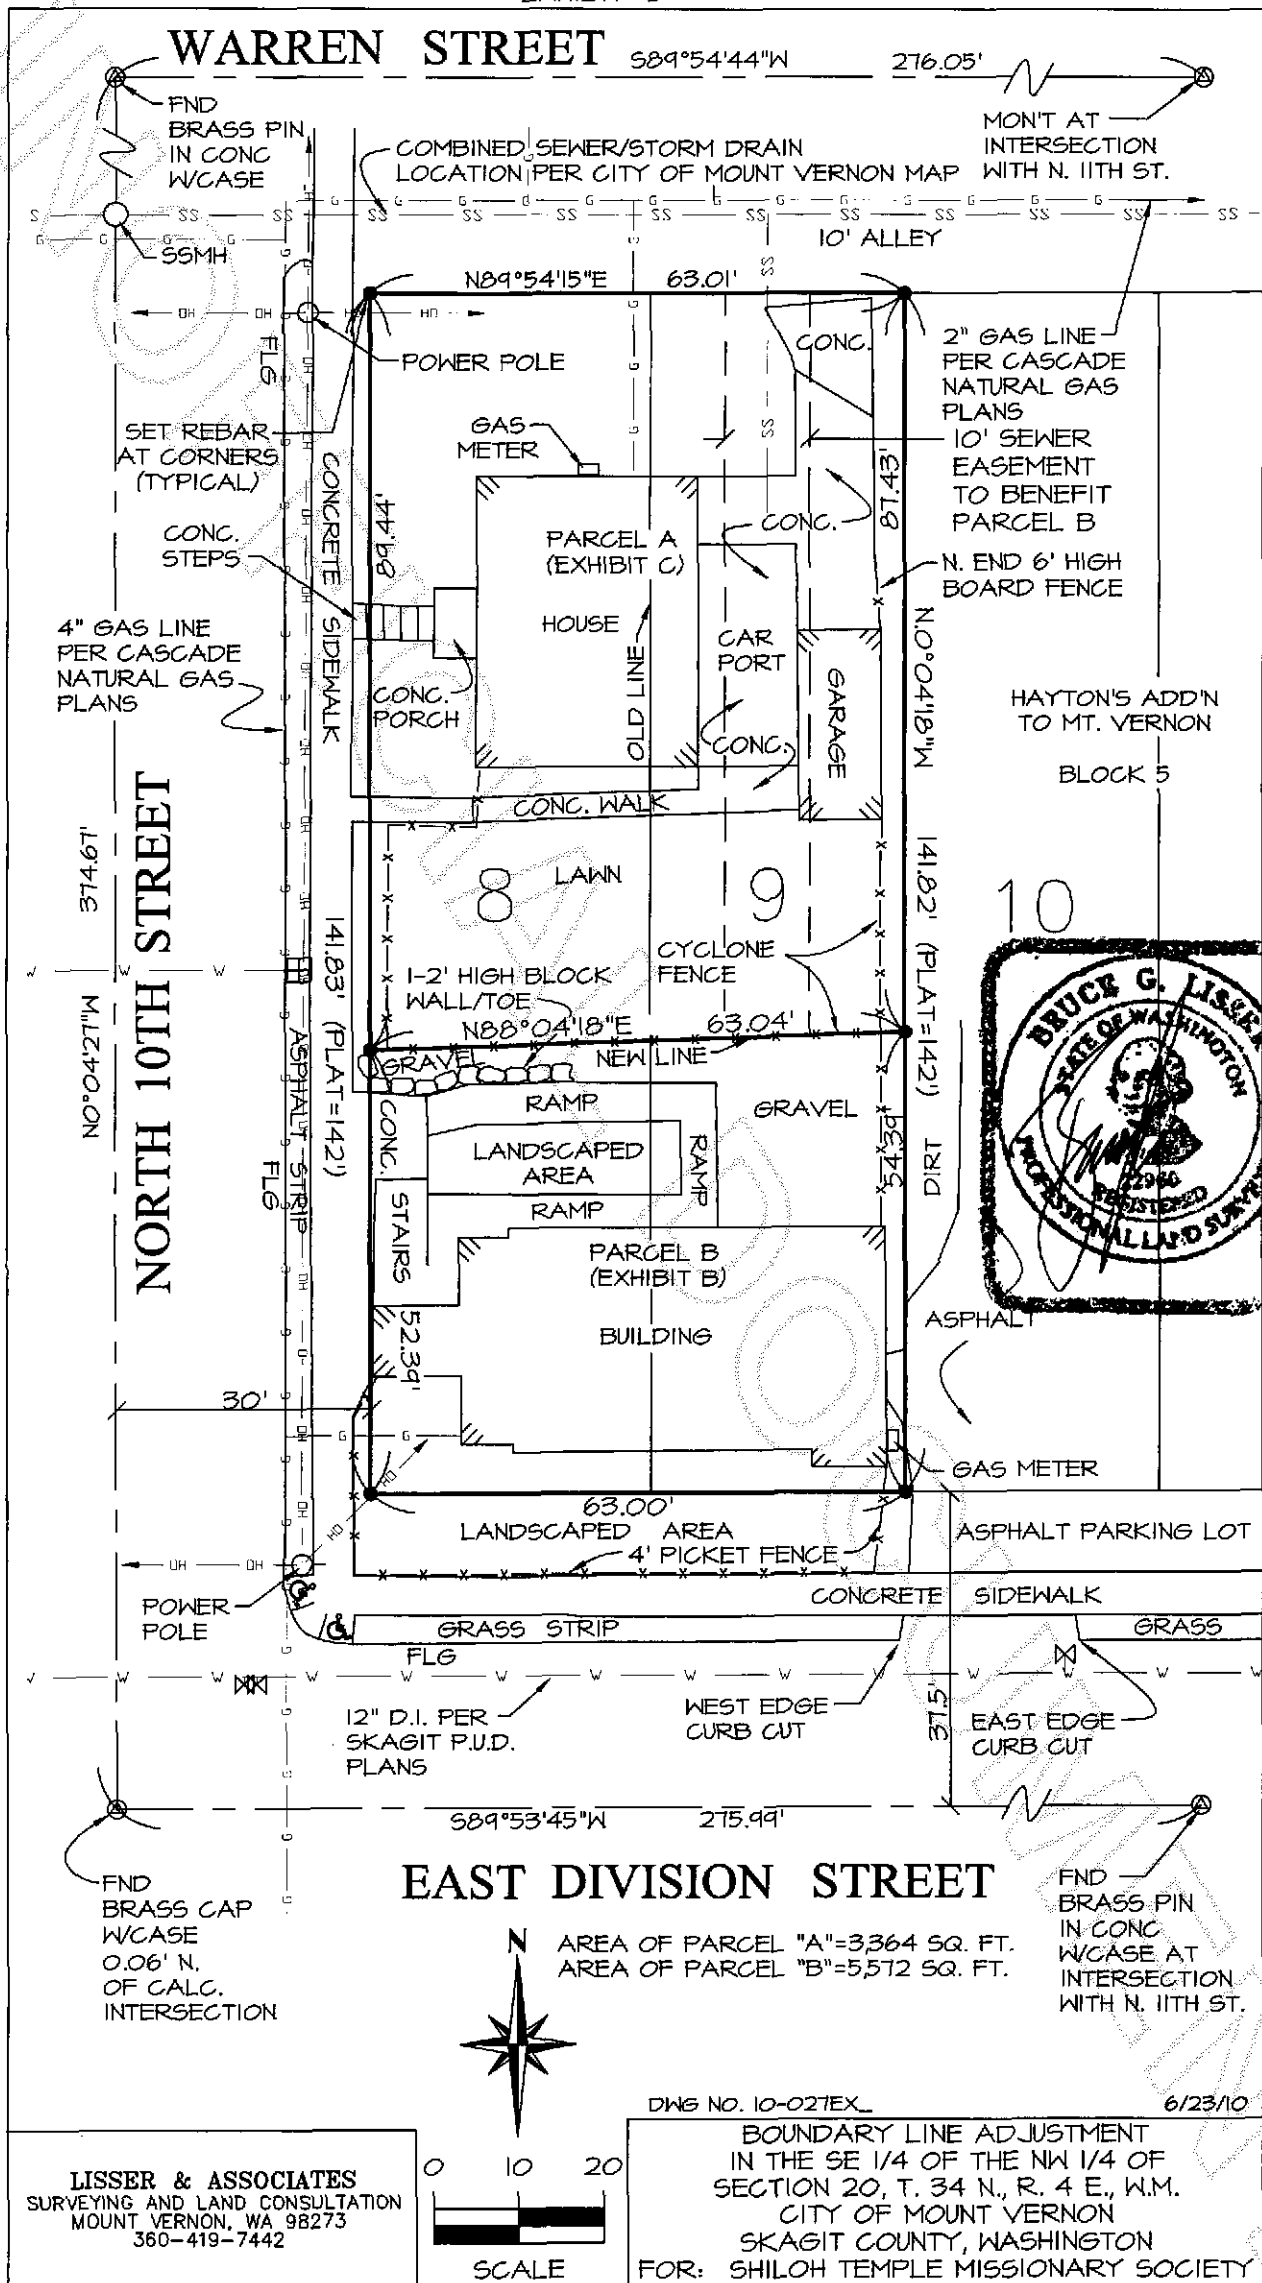 WARREN STREET
S89°54'44"W 276.05'
FND
BRASS PIN
IN CONC
W/CASE
MON'T AT
INTERSECTION
WITH N. 11TH ST.
COMBINED SEWER/STORM DRAIN
LOCATION PER CITY OF MOUNT VERNON MAP
SSMH
10' ALLEY
N89°54'15"E 63.01'
POWER POLE
FLG
CONC.
2" GAS LINE
PER CASCADE
NATURAL GAS
PLANS
SET REBAR
AT CORNERS
(TYPICAL)
GAS
METER
10' SEWER
EASEMENT
TO BENEFIT
PARCEL B
CONC.
STEPS
CONCRETE SIDEWALK
89.44'
PARCEL A
(EXHIBIT C)
CONC.
87.43'
N. END 6' HIGH
BOARD FENCE
HOUSE
OLD LINE
CAR
PORT
GARAGE
N.0°04'18"W
4" GAS LINE
PER CASCADE
NATURAL GAS
PLANS
CONC.
PORCH
CONC.
HAYTON'S ADD'N
TO MT. VERNON
BLOCK 5
CONC. WALK
NORTH 10TH STREET
374.67'
N0°04'27"W
LAWN
8
9
10
141.82' (PLAT=142')
141.83' (PLAT=142')
CYCLONE
FENCE
1-2' HIGH BLOCK
WALL/TOE
N88°04'18"E 63.04'
GRAVEL
NEW LINE
ASPHALT STRIP
FLG
CONC.
RAMP
GRAVEL
LANDSCAPED
AREA
RAMP
RAMP
54.39'
DIRT
STAIRS
PARCEL B
(EXHIBIT B)
BUILDING
52.39'
BRUCE G. LISSER
STATE OF WASHINGTON
22960
REGISTERED
PROFESSIONAL LAND
ASPHALT
30'
GAS METER
63.00'
LANDSCAPED AREA
4' PICKET FENCE
ASPHALT PARKING LOT
CONCRETE SIDEWALK
POWER
POLE
GRASS STRIP
GRASS
FLG
12" D.I. PER
SKAGIT P.U.D.
PLANS
WEST EDGE
CURB CUT
37.5'
EAST EDGE
CURB CUT
S89°53'45"W 275.99'
EAST DIVISION STREET
FND
BRASS CAP
W/CASE
0.06' N.
OF CALC.
INTERSECTION
FND
BRASS PIN
IN CONC
W/CASE AT
INTERSECTION
WITH N. 11TH ST.
N
AREA OF PARCEL "A"=3,364 SQ. FT.
AREA OF PARCEL "B"=5,572 SQ. FT.
DWG NO. 10-027EX_ 6/23/10
LISSER & ASSOCIATES
SURVEYING AND LAND CONSULTATION
MOUNT VERNON, WA 98273
360-419-7442
0 10 20
SCALE
BOUNDARY LINE ADJUSTMENT
IN THE SE 1/4 OF THE NW 1/4 OF
SECTION 20, T. 34 N., R. 4 E., W.M.
CITY OF MOUNT VERNON
SKAGIT COUNTY, WASHINGTON
FOR: SHILOH TEMPLE MISSIONARY SOCIETY